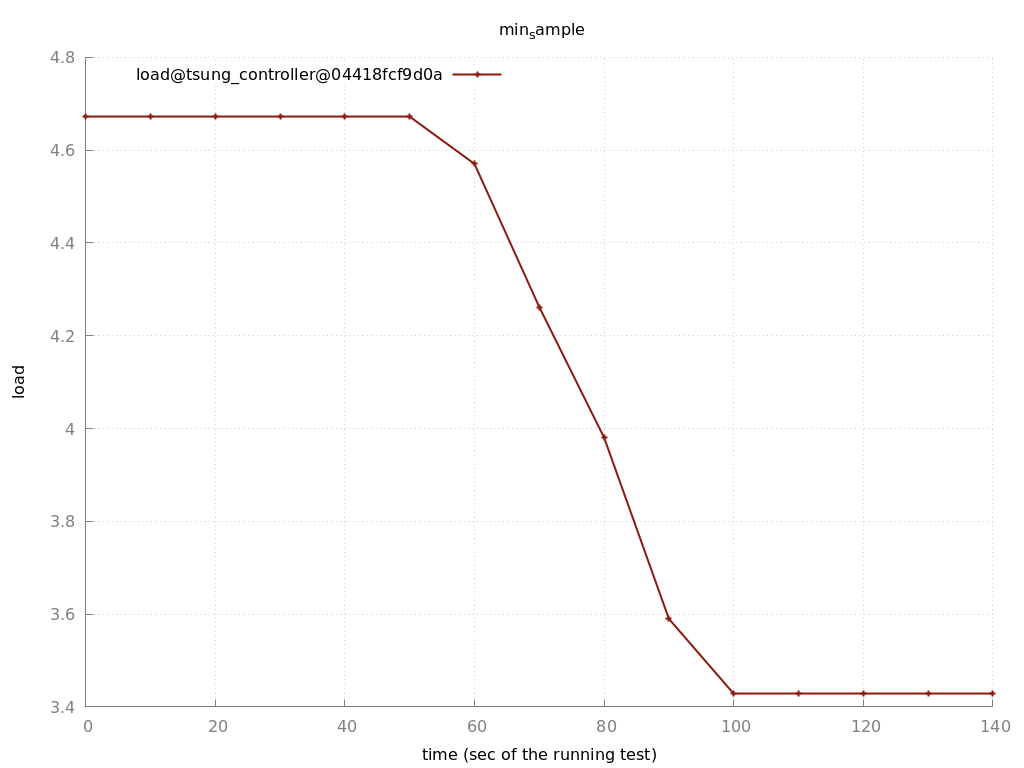 min_sample
4.8
load@tsung_controller@04418fcf9d0a
4.6
4.4
4.2
load
4
3.8
3.6
3.4
0 20 40 60 80 100 120 140
time (sec of the running test)